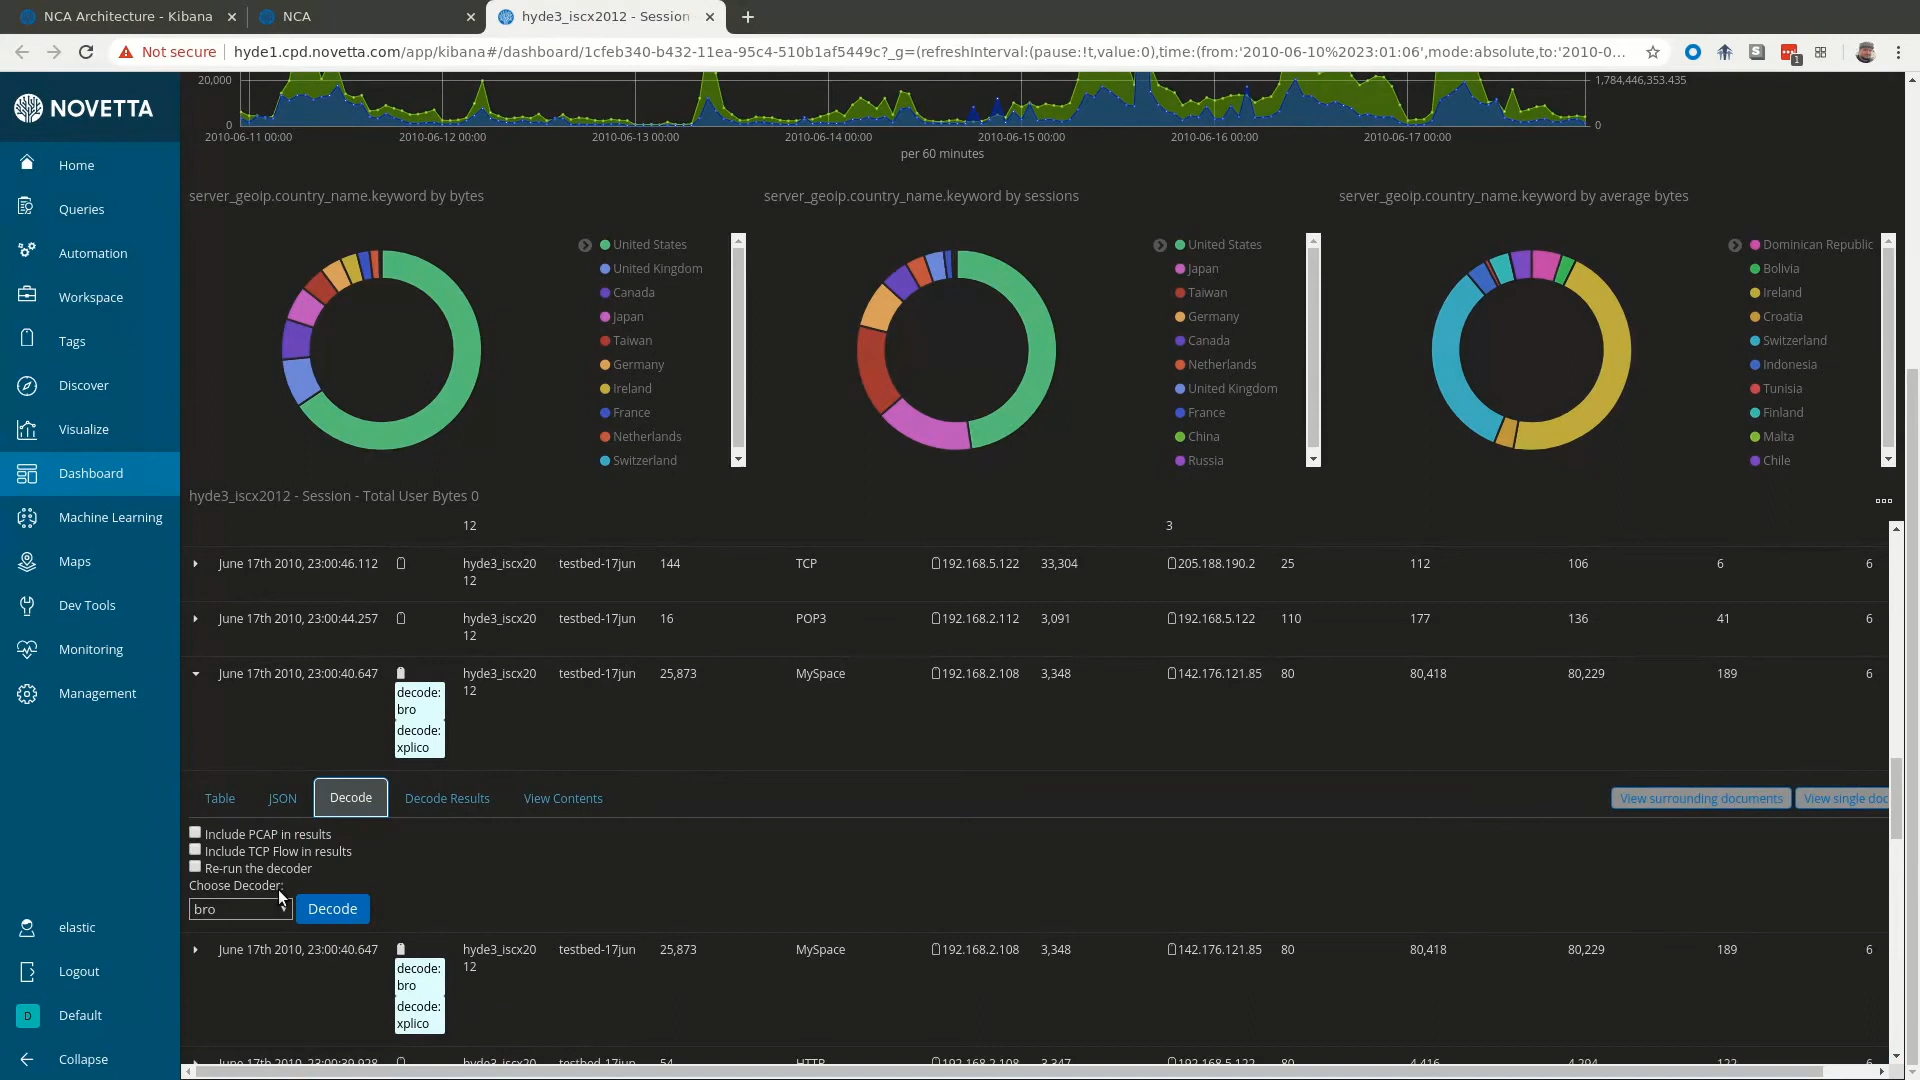 NCA Architecture - Kibana
NCA
hyde3_iscx2012 - Session
Not secure
hyde1.cpd.novetta.com/app/kibana#/dashboard/1cfeb340-b432-11ea-95c4-510b1af5449c?_g=(refreshInterval:(pause:!t,value:0),time:(from:'2010-06-10%2023:01:06',mode:absolute,to:'2010-0...
S
1
NOVETTA
Home
Queries
Automation
Workspace
Tags
Discover
Visualize
Dashboard
Machine Learning
Maps
Dev Tools
Monitoring
Management
elastic
Logout
D Default
Collapse
20,000
0
1,784,446,353.435
0
2010-06-11 00:00 2010-06-12 00:00 2010-06-13 00:00 2010-06-14 00:00 2010-06-15 00:00 2010-06-16 00:00 2010-06-17 00:00
per 60 minutes
server_geoip.country_name.keyword by bytes
United States
United Kingdom
Canada
Japan
Taiwan
Germany
Ireland
France
Netherlands
Switzerland
server_geoip.country_name.keyword by sessions
United States
Japan
Taiwan
Germany
Canada
Netherlands
United Kingdom
France
China
Russia
server_geoip.country_name.keyword by average bytes
Dominican Republic
Bolivia
Ireland
Croatia
Switzerland
Indonesia
Tunisia
Finland
Malta
Chile
hyde3_iscx2012 - Session - Total User Bytes 0
12 3
June 17th 2010, 23:00:46.112 hyde3_iscx20 testbed-17jun 144 TCP 192.168.5.122 33,304 205.188.190.2 25 112 106 6 6
12
June 17th 2010, 23:00:44.257 hyde3_iscx20 testbed-17jun 16 POP3 192.168.2.112 3,091 192.168.5.122 110 177 136 41 6
12
June 17th 2010, 23:00:40.647 hyde3_iscx20 testbed-17jun 25,873 MySpace 192.168.2.108 3,348 142.176.121.85 80 80,418 80,229 189 6
12
decode:
bro
decode:
xplico
Table JSON Decode Decode Results View Contents View surrounding documents View single doc
Include PCAP in results
Include TCP Flow in results
Re-run the decoder
Choose Decoder:
bro Decode
June 17th 2010, 23:00:40.647 hyde3_iscx20 testbed-17jun 25,873 MySpace 192.168.2.108 3,348 142.176.121.85 80 80,418 80,229 189 6
12
decode:
bro
decode:
xplico
June 17th 2010, 23:00:39.928 hyde3_iscx20 testbed-17jun 54 HTTP 192.168.2.108 3,347 192.168.5.122 80 4,416 4,294 122 6